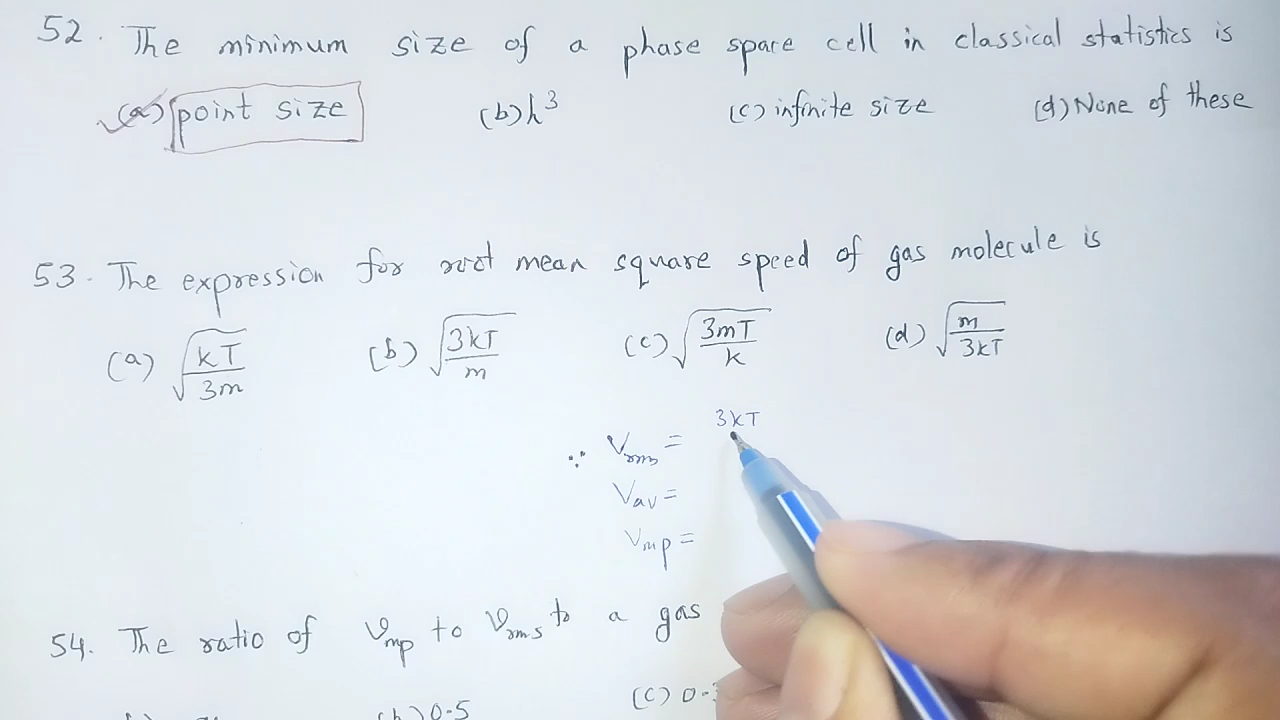 52. The minimum size of a phase space cell in classical statistics is
(a) point size (b) h³ (c) infinite size (d) None of these
53. The expression for root mean square speed of gas molecule is
(a) √(kT/3m) (b) √(3kT/m) (c) √(3mT/k) (d) √(m/3kT)
∵ Vrms = 3kT
Vav =
Vmp =
54. The ratio of Vmp to Vrms to a gas
(b) 0.5 (c) 0.